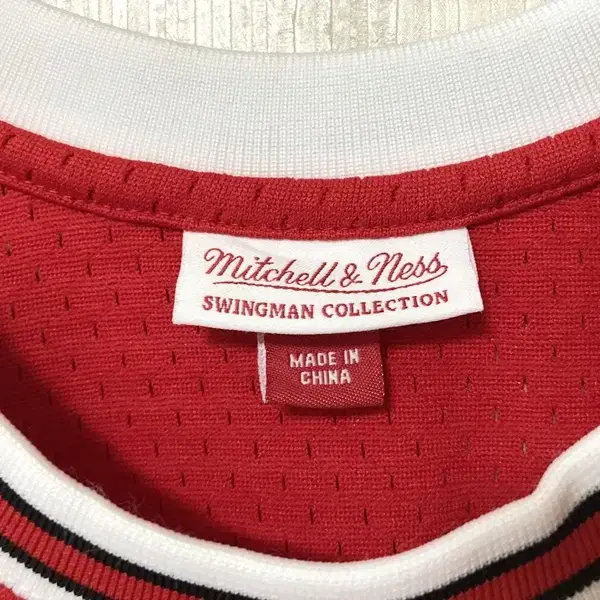 Mitchell & Ness
SWINGMAN COLLECTION
MADE IN
CHINA